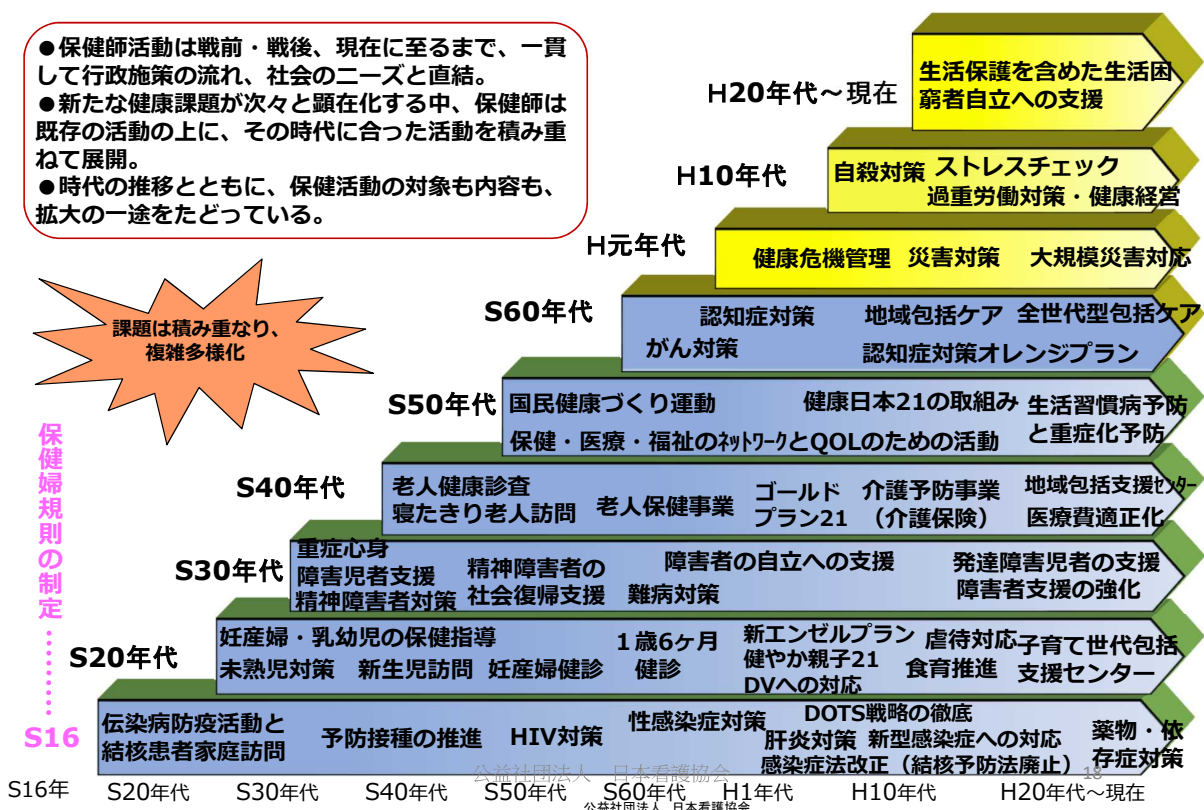 ●保健師活動は戦前・戦後、現在に至るまで、一貫
して行政施策の流れ、社会のニーズと直結。
●新たな健康課題が次々と顕在化する中、保健師は
既存の活動の上に、その時代に合った活動を積み重
ねて展開。
●時代の推移とともに、保健活動の対象も内容も、
拡大の一途をたどっている。
課題は積み重なり、
複雑多様化
保健婦規則の制定………
S16
H20年代～現在
生活保護を含めた生活困
窮者自立への支援
H10年代
自殺対策 ストレスチェック
過重労働対策・健康経営
H元年代
健康危機管理 災害対策 大規模災害対応
S60年代
認知症対策 地域包括ケア 全世代型包括ケア
がん対策 認知症対策オレンジプラン
S50年代
国民健康づくり運動 健康日本21の取組み 生活習慣病予防
保健・医療・福祉のﾈｯﾄﾜｰｸとQOLのための活動 と重症化予防
S40年代
老人健康診査 老人保健事業 ゴールド 介護予防事業 地域包括支援ｾﾝﾀｰ
寝たきり老人訪問 プラン21 （介護保険） 医療費適正化
S30年代
重症心身 障害者の自立への支援 発達障害児者の支援
障害児者支援 精神障害者の 障害者支援の強化
精神障害者対策 社会復帰支援 難病対策
S20年代
妊産婦・乳幼児の保健指導 １歳6ヶ月 新エンゼルプラン 虐待対応 子育て世代包括
未熟児対策 新生児訪問 妊産婦健診 健診 健やか親子21 食育推進 支援センター
DVへの対応
伝染病防疫活動と 性感染症対策 DOTS戦略の徹底 薬物・依
結核患者家庭訪問 予防接種の推進 HIV対策 肝炎対策 新型感染症への対応 存症対策
感染症法改正（結核予防法廃止）
公益社団法人 日本看護協会 18
S16年 S20年代 S30年代 S40年代 S50年代 S60年代 H1年代 H10年代 H20年代～現在
公益社団法人 日本看護協会